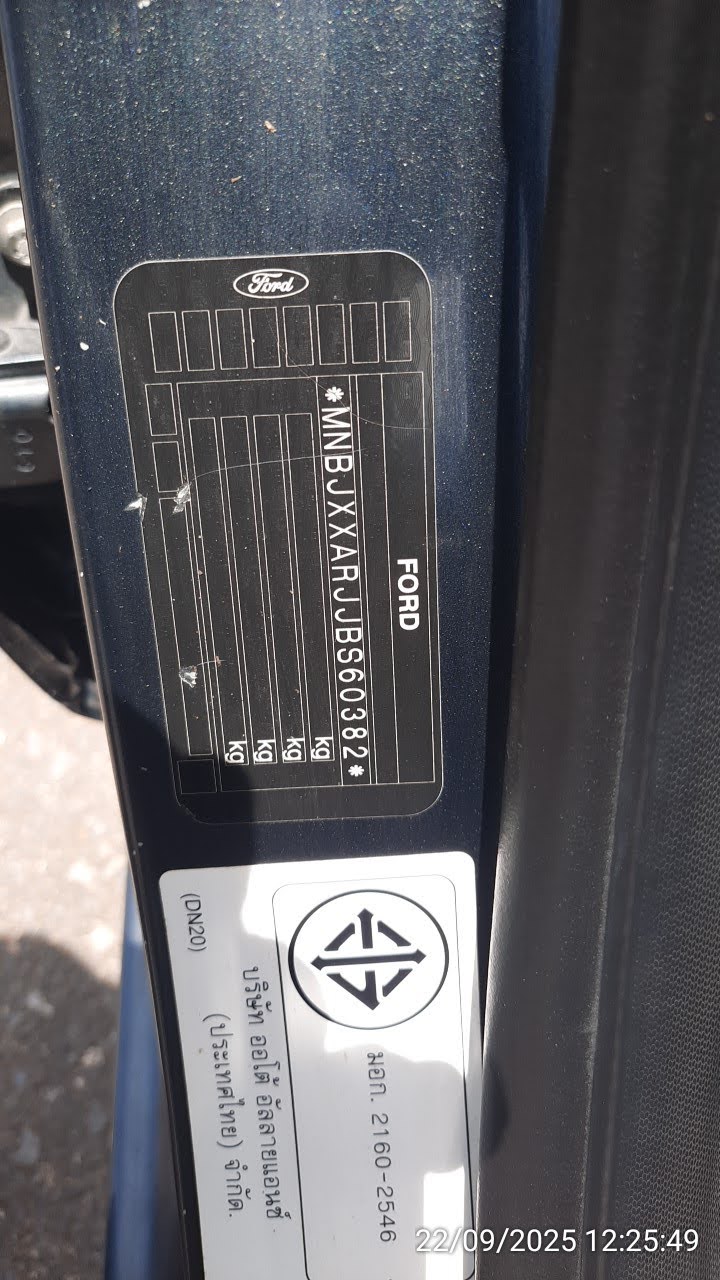 Ford
FORD
*MNBJXXARJJBS60382*
kg
kg
kg
kg
มอก. 2160-2546
บริษัท ออโต้ อัลลายแอนซ์
(ประเทศไทย) จำกัด.
(DN20)
22/09/2025 12:25:49